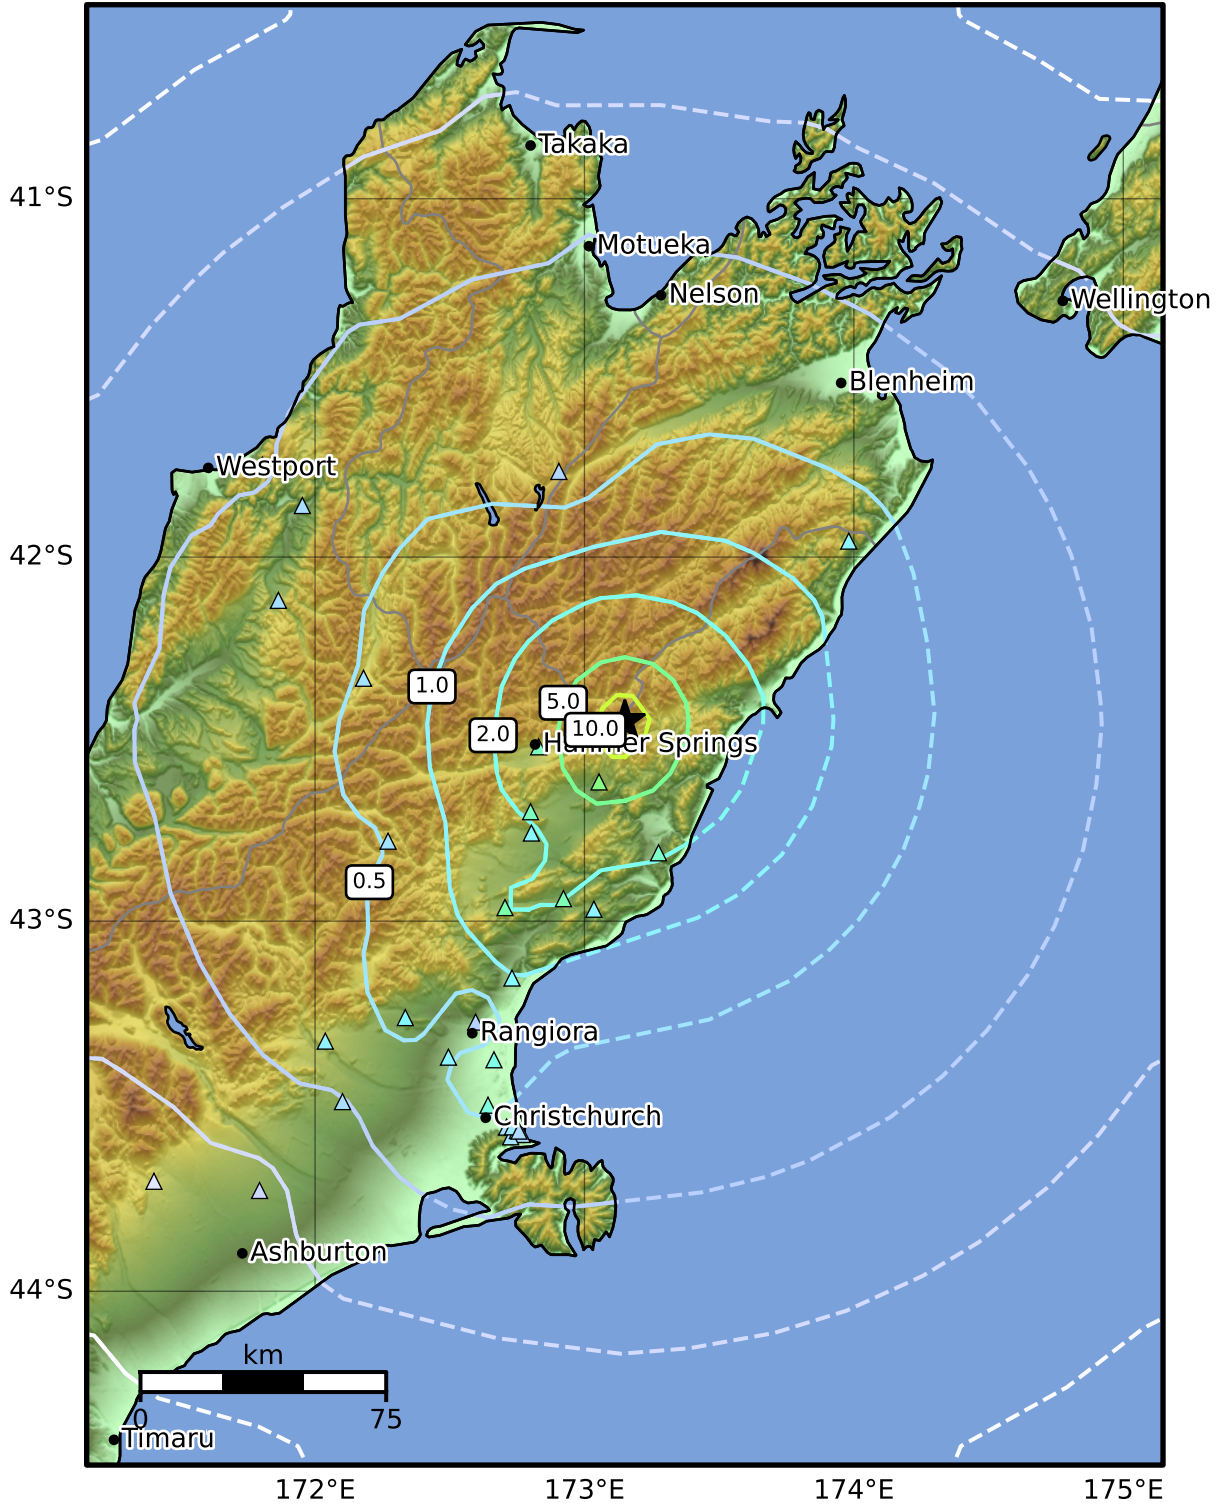 Takaka
41°S
Motueka
Nelson
Wellington
Blenheim
Westport
42°S
1.0
5.0
10.0
2.0
Hanmer Springs
0.5
43°S
Rangiora
Christchurch
Ashburton
44°S
km
0
75
Timaru
172°E
173°E
174°E
175°E